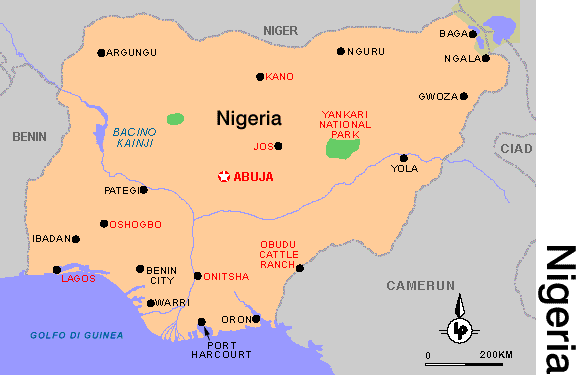 NIGER
BAGA
ARGUNGU
NGURU
NGALA
KANO
GWOZA
Nigeria
YANKARI
NATIONAL
PARK
BENIN
BACINO
KAINJI
JOS
CIAD
YOLA
ABUJA
PATEGI
OSHOGBO
IBADAN
OBUDU
CATTLE
RANCH
LAGOS
BENIN
CITY
ONITSHA
CAMERUN
WARRI
ORON
GOLFO DI GUINEA
PORT
HARCOURT
LP
0 200KM
Nigeria